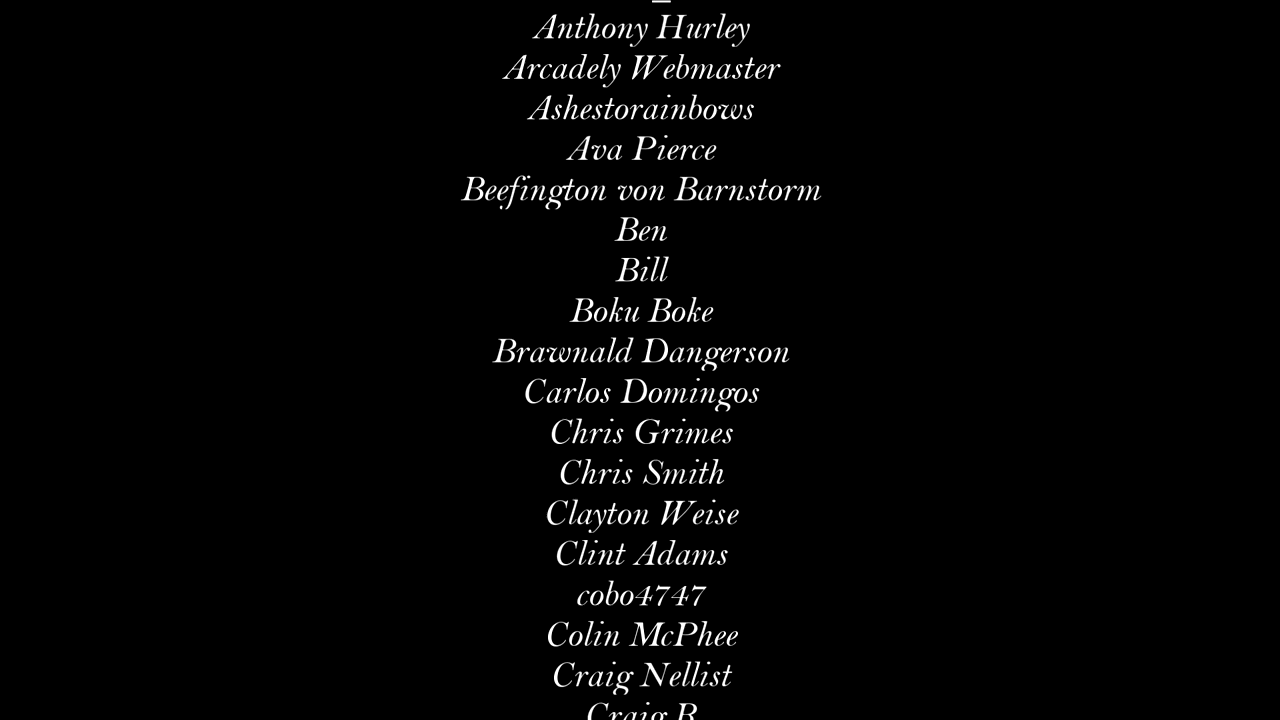 Anthony Hurley
Arcadely Webmaster
Ashestorainbows
Ava Pierce
Beefington von Barnstorm
Ben
Bill
Boku Boke
Brawnald Dangerson
Carlos Domingos
Chris Grimes
Chris Smith
Clayton Weise
Clint Adams
cobo4747
Colin McPhee
Craig Nellist
Craig R